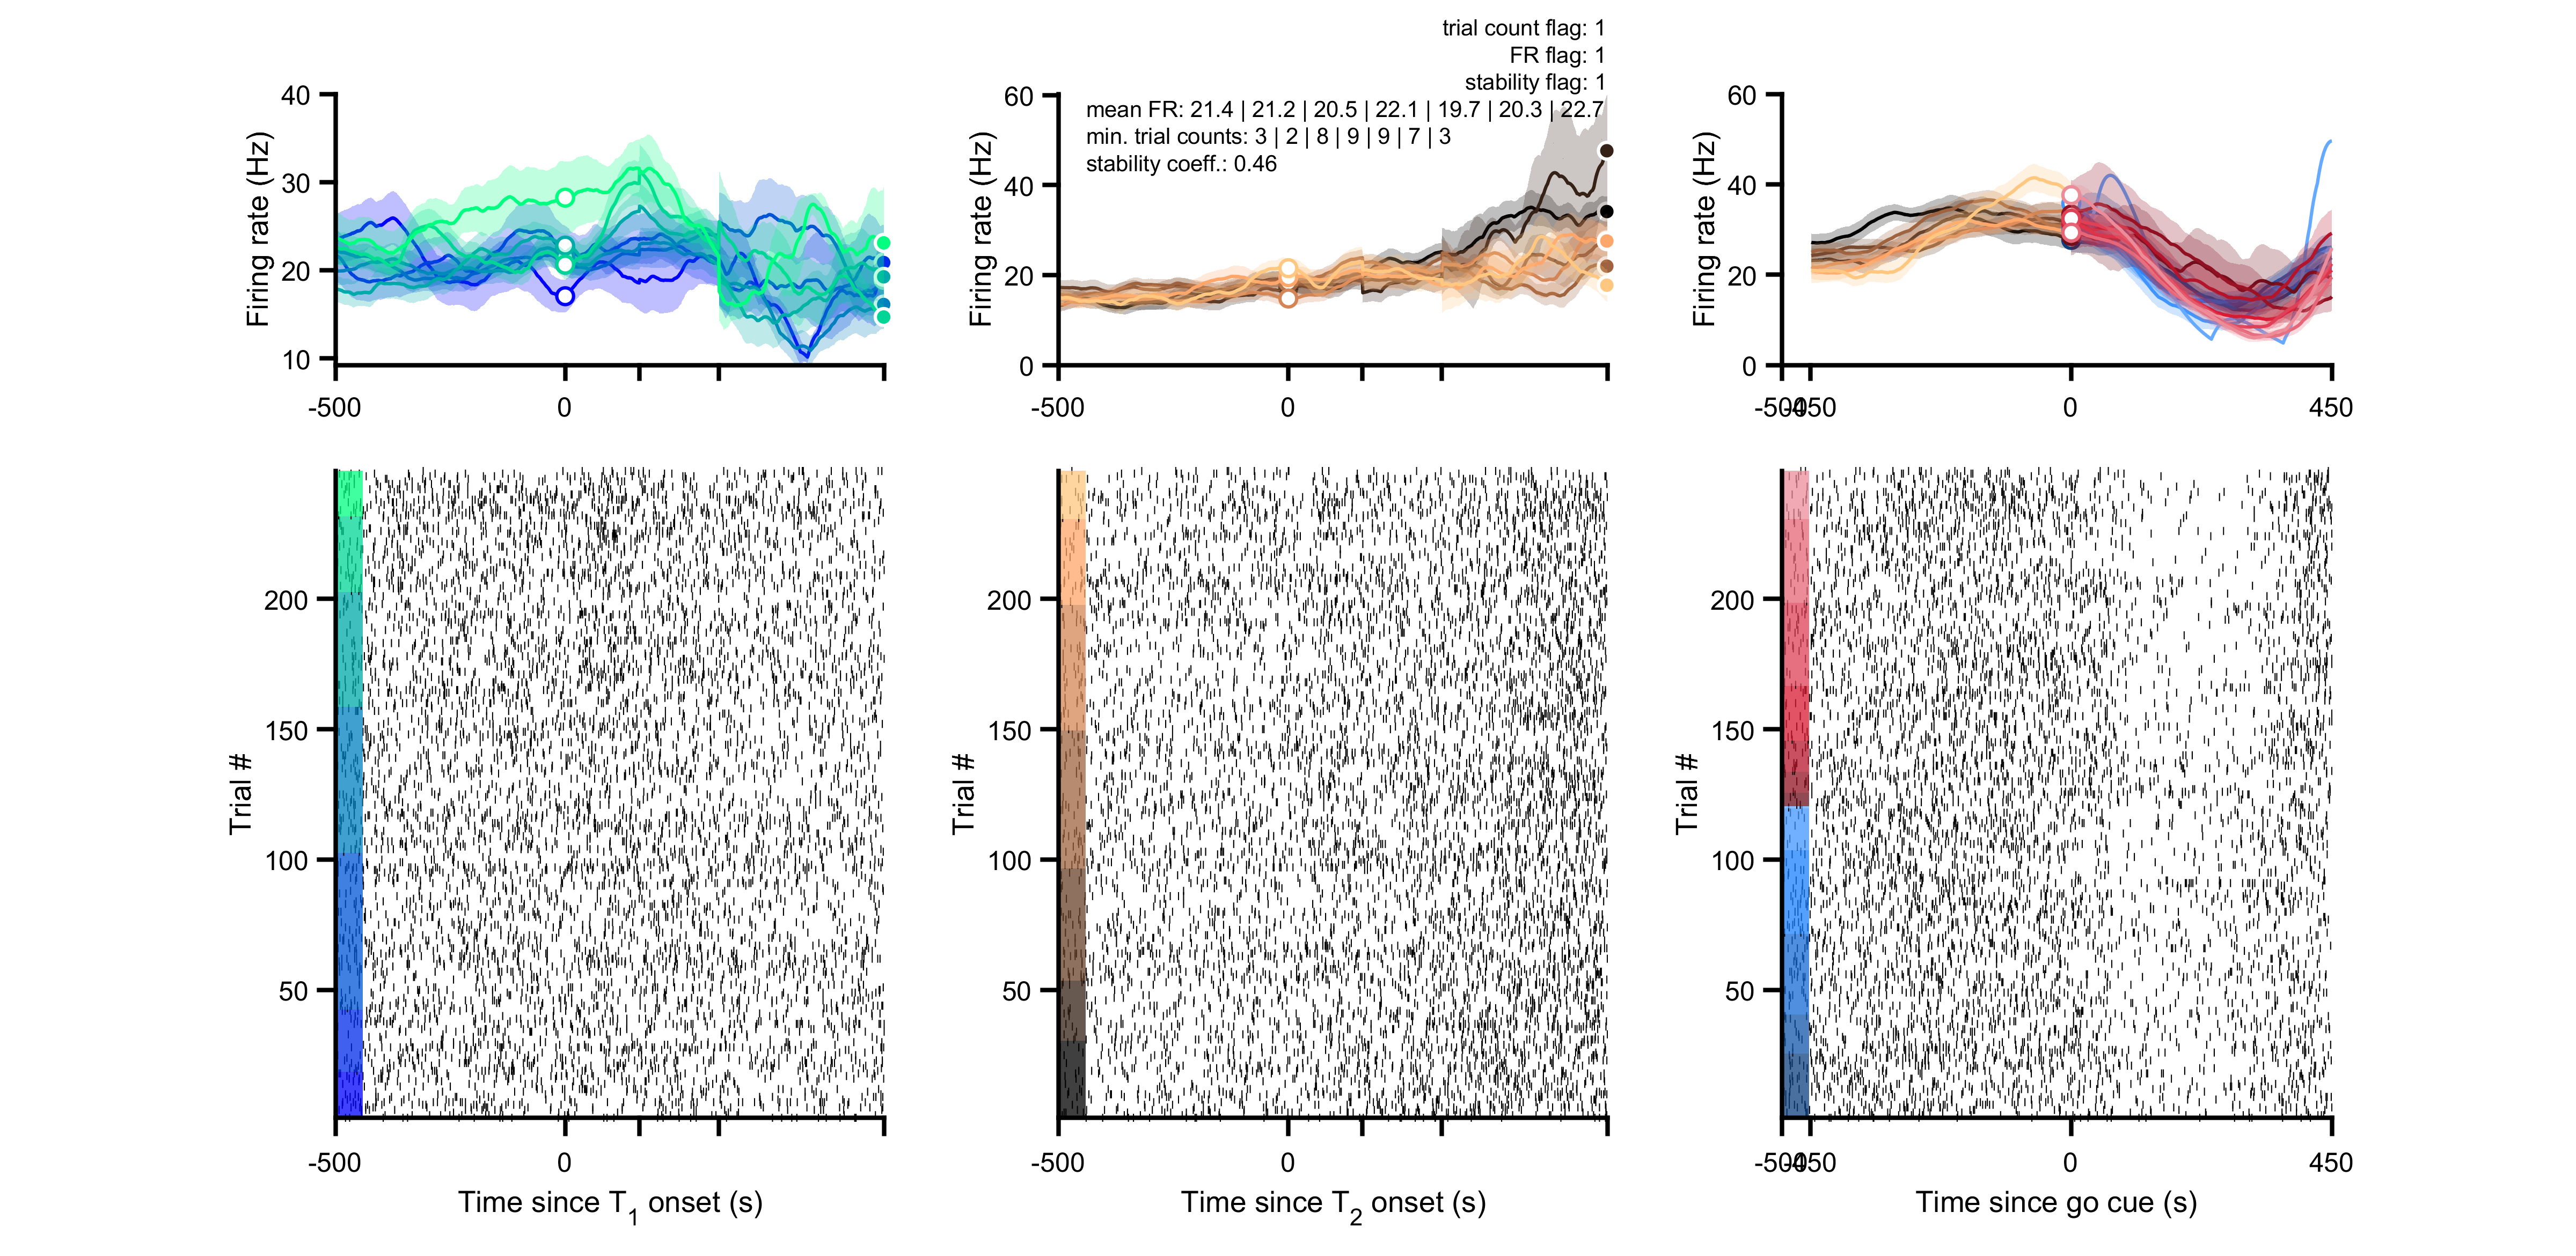 trial count flag: 1
FR flag: 1
stability flag: 1
mean FR: 21.4 | 21.2 | 20.5 | 22.1 | 19.7 | 20.3 | 22.7
min. trial counts: 3 | 2 | 8 | 9 | 9 | 7 | 3
stability coeff.: 0.46
Firing rate (Hz)
40
30
20
10
-500
0
Firing rate (Hz)
60
40
20
0
-500
0
Firing rate (Hz)
60
40
20
0
-500
-450
0
450
Trial #
200
150
100
50
-500
0
Time since T1 onset (s)
Trial #
200
150
100
50
-500
0
Time since T2 onset (s)
Trial #
200
150
100
50
-500
-450
0
450
Time since go cue (s)